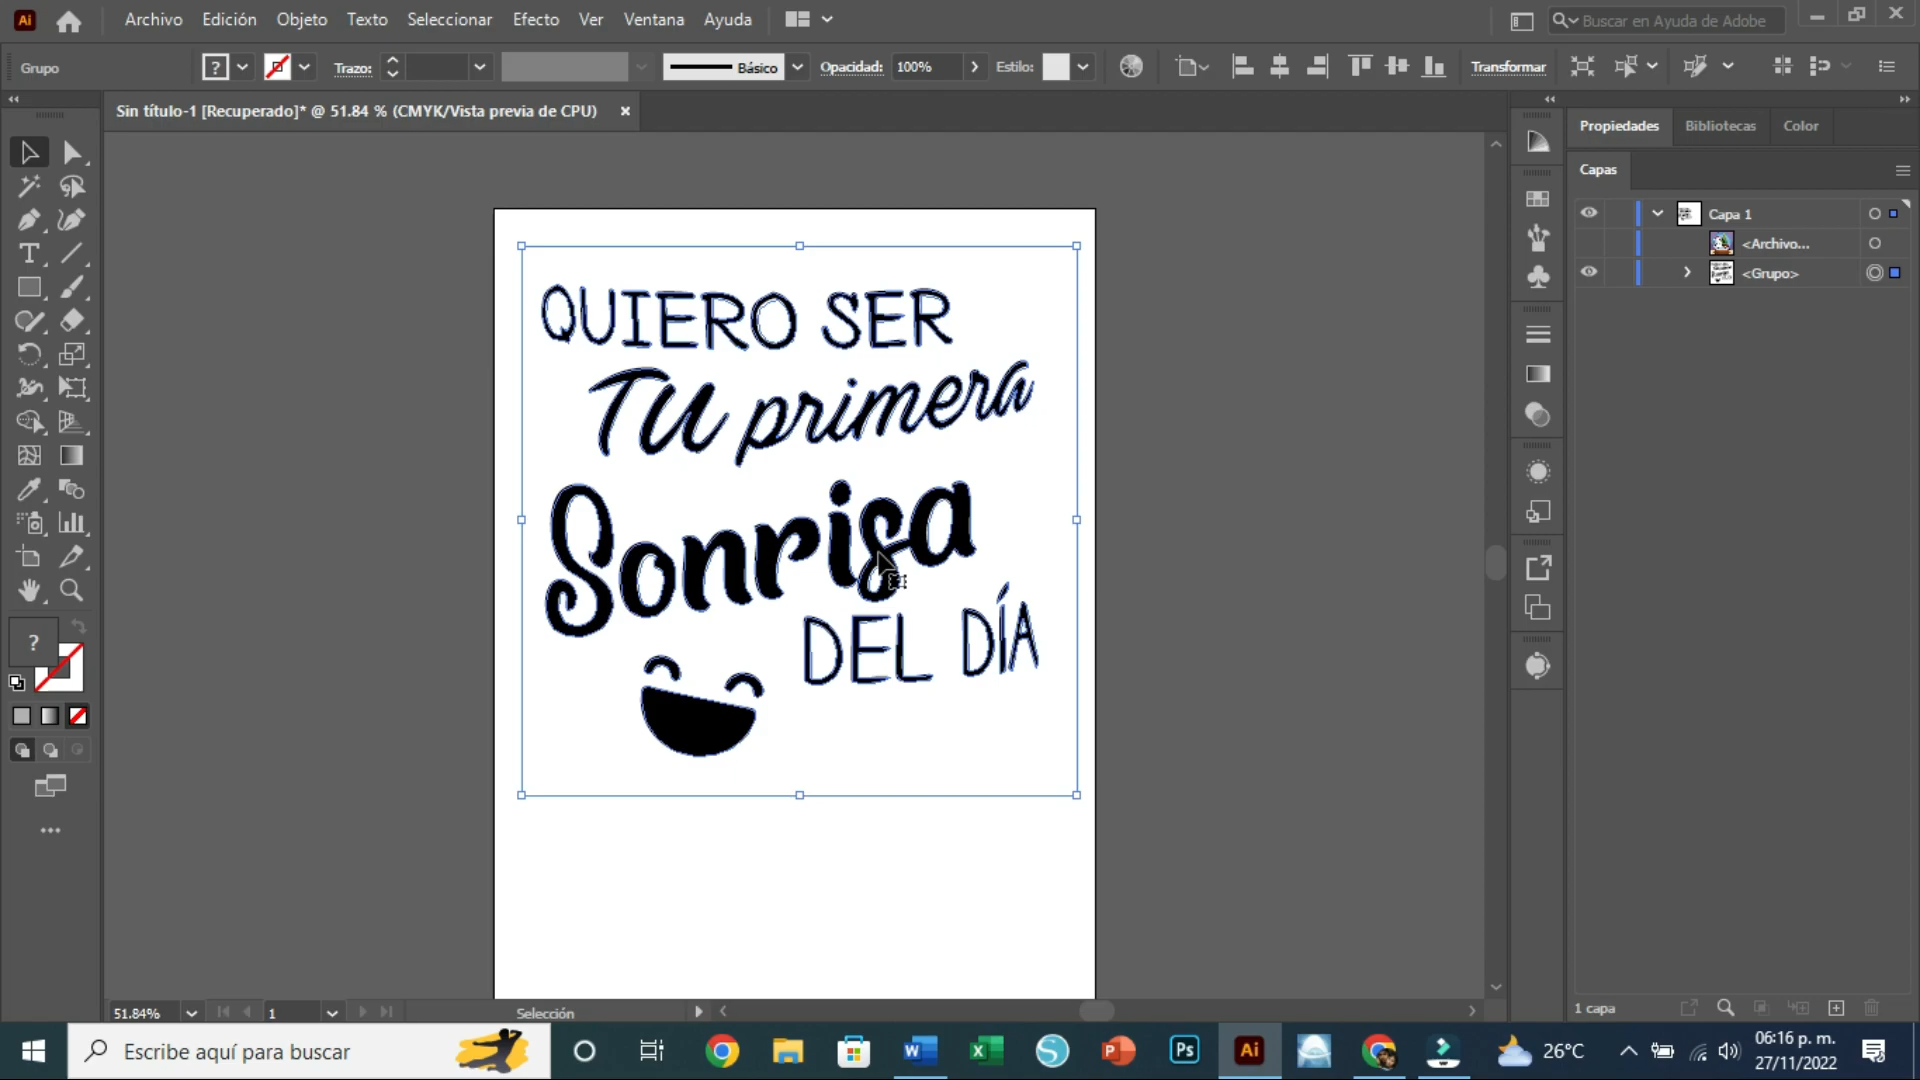 Ai Archivo Edición Objeto Texto Seleccionar Efecto Ver Ventana Ayuda Buscar en Ayuda de Adobe
Grupo ? Trazo: Básico Opacidad: 100% Estilo: Transformar
Sin título-1 [Recuperado]* @ 51.84 % (CMYK/Vista previa de CPU) ×
Propiedades Bibliotecas Color
Capas
Capa 1
<Archivo...
<Grupo>
QUIERO SER
TU primera
Sonrisa
DEL DÍA
?
51.84% 1 Selección
1 capa
Escribe aquí para buscar
Ps Ai
26°C
06:16 p. m.
27/11/2022